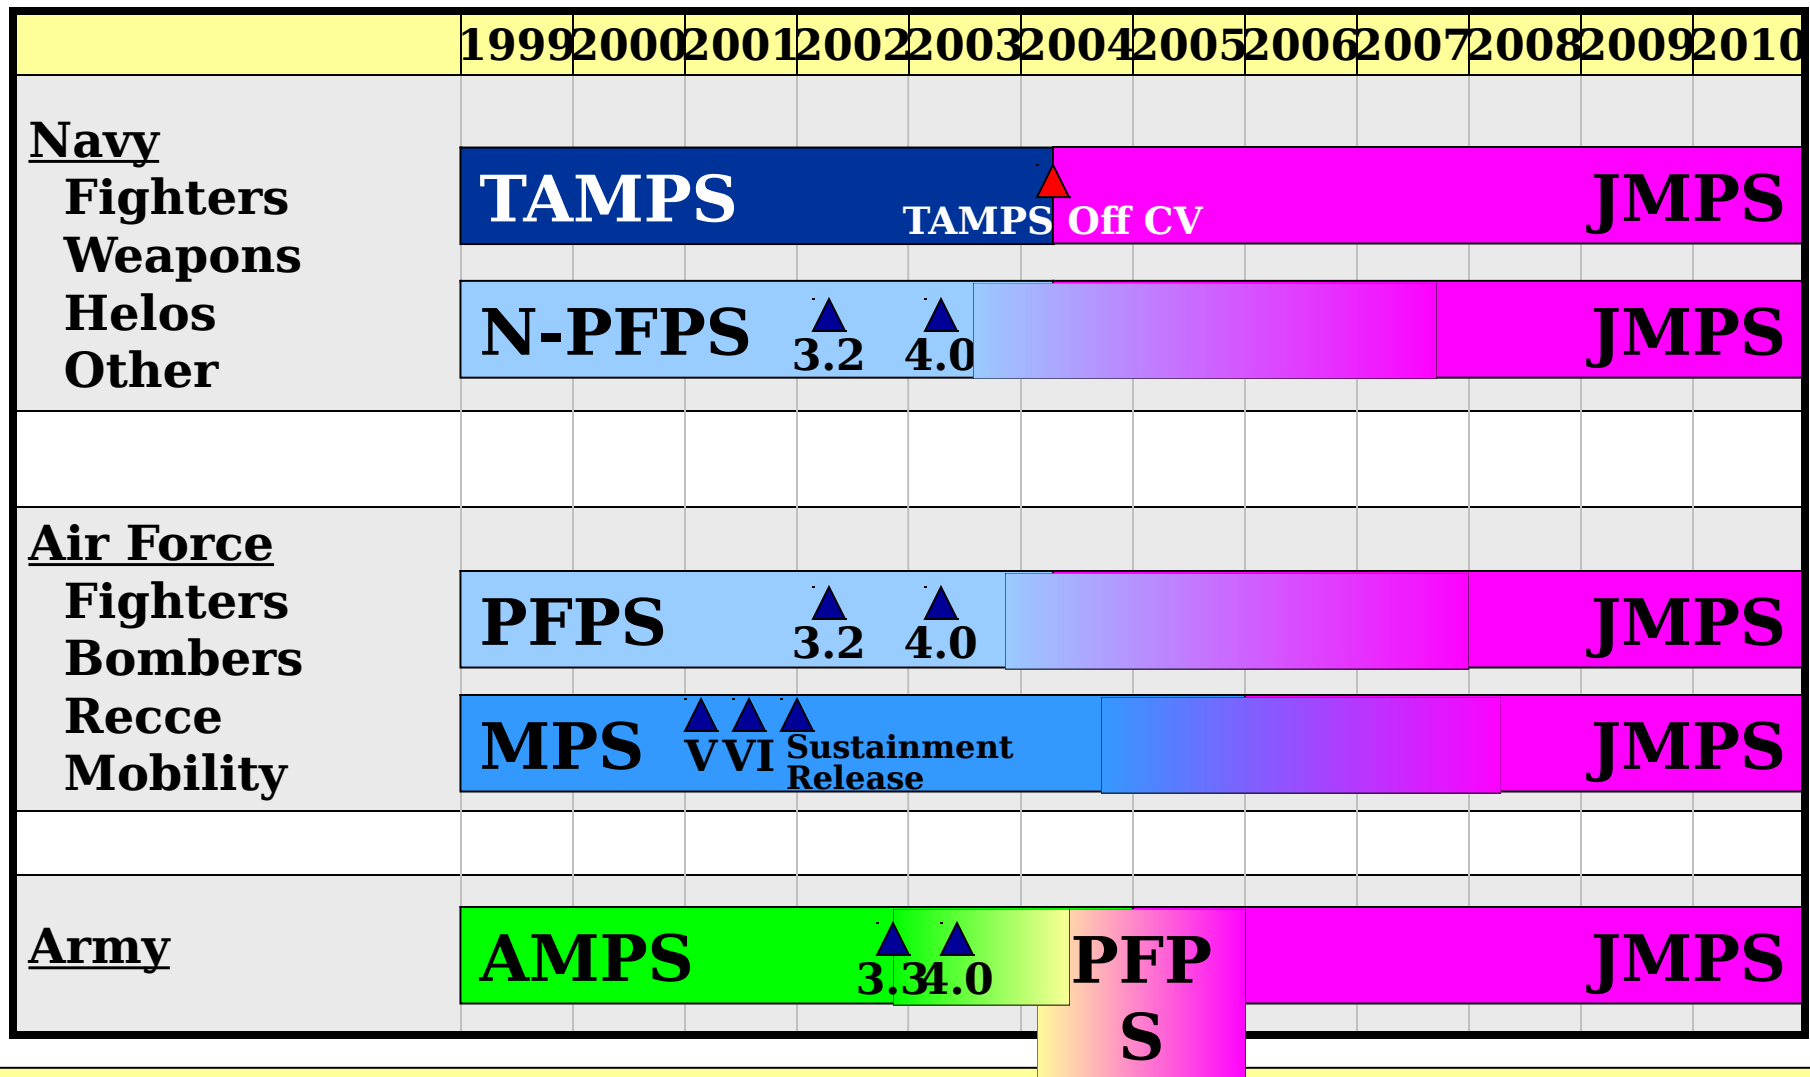 1999 2000 2001 2002 2003 2004 2005 2006 2007 2008 2009 2010
Navy
Fighters
Weapons
Helos
Other
TAMPS
TAMPS Off CV
JMPS
N-PFPS
3.2
4.0
JMPS
Air Force
Fighters
Bombers
Recce
Mobility
PFPS
3.2
4.0
JMPS
MPS
V
VI
Sustainment
Release
JMPS
Army
AMPS
3.3
4.0
PFP
S
JMPS